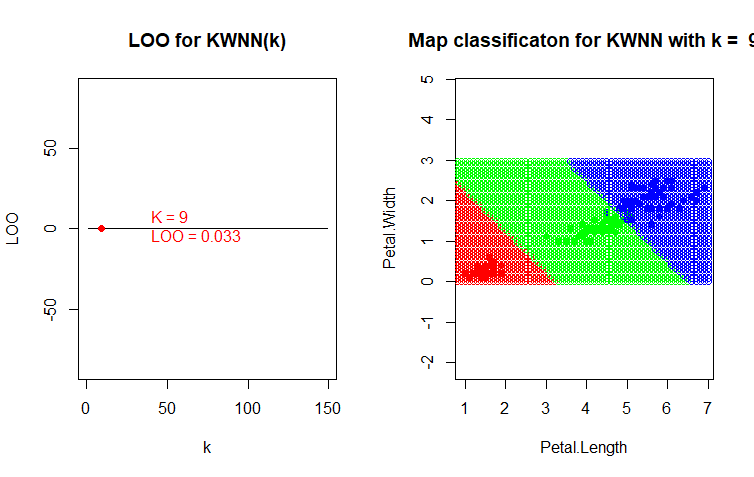 LOO for KWNN(k)
LOO
50
0
-50
K = 9
LOO = 0.033
0 50 100 150
k
Map classificaton for KWNN with k = 9
Petal.Width
5
4
3
2
1
0
-1
-2
1 2 3 4 5 6 7
Petal.Length